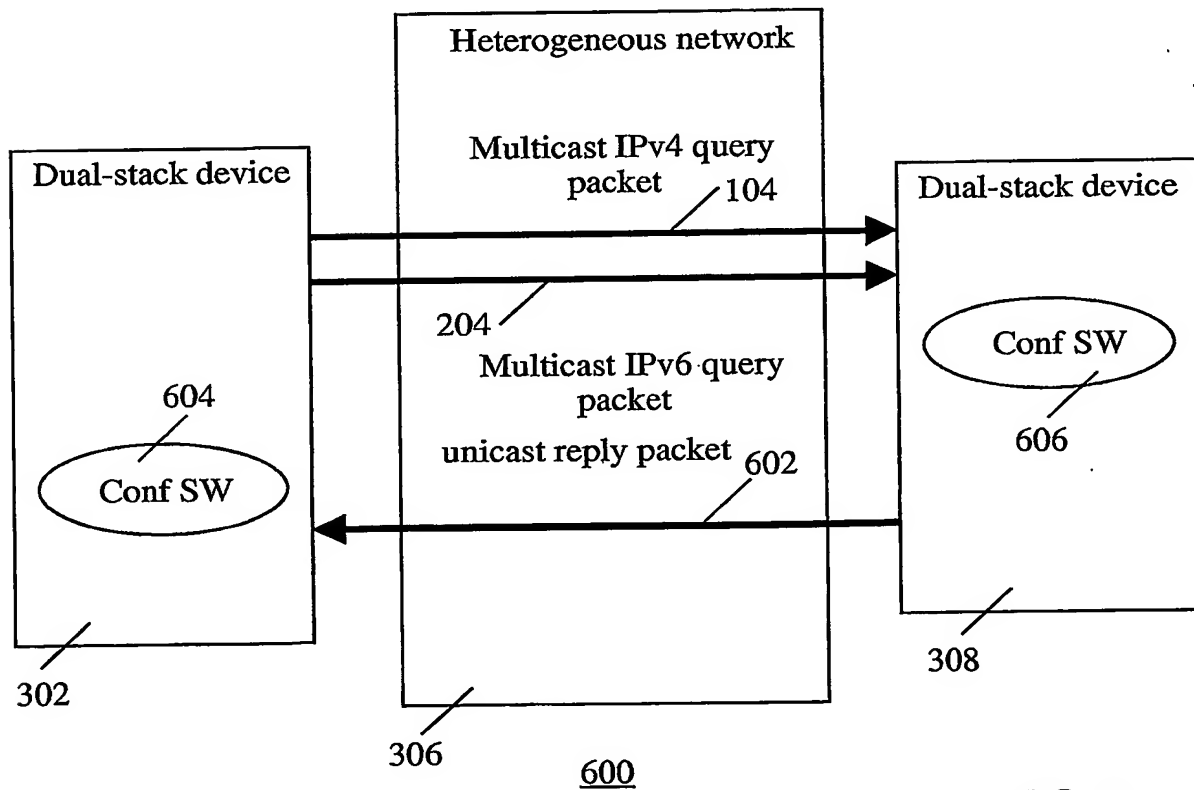 Heterogeneous network
Dual-stack device
Multicast IPv4 query
packet
104
Dual-stack device
204
Multicast IPv6 query
packet
Conf SW
604
606
unicast reply packet
602
Conf SW
302
308
306
600